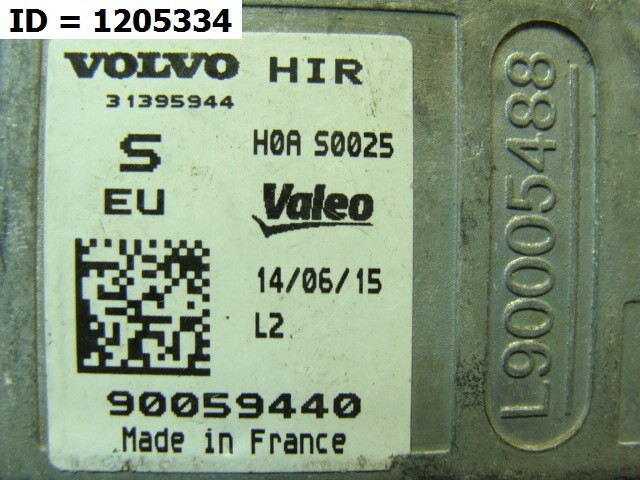 ID = 1205334
VOLVO HIR
31395944
S H0A S0025
EU Valeo
14/06/15
L2
90059440
Made in France
L90005488